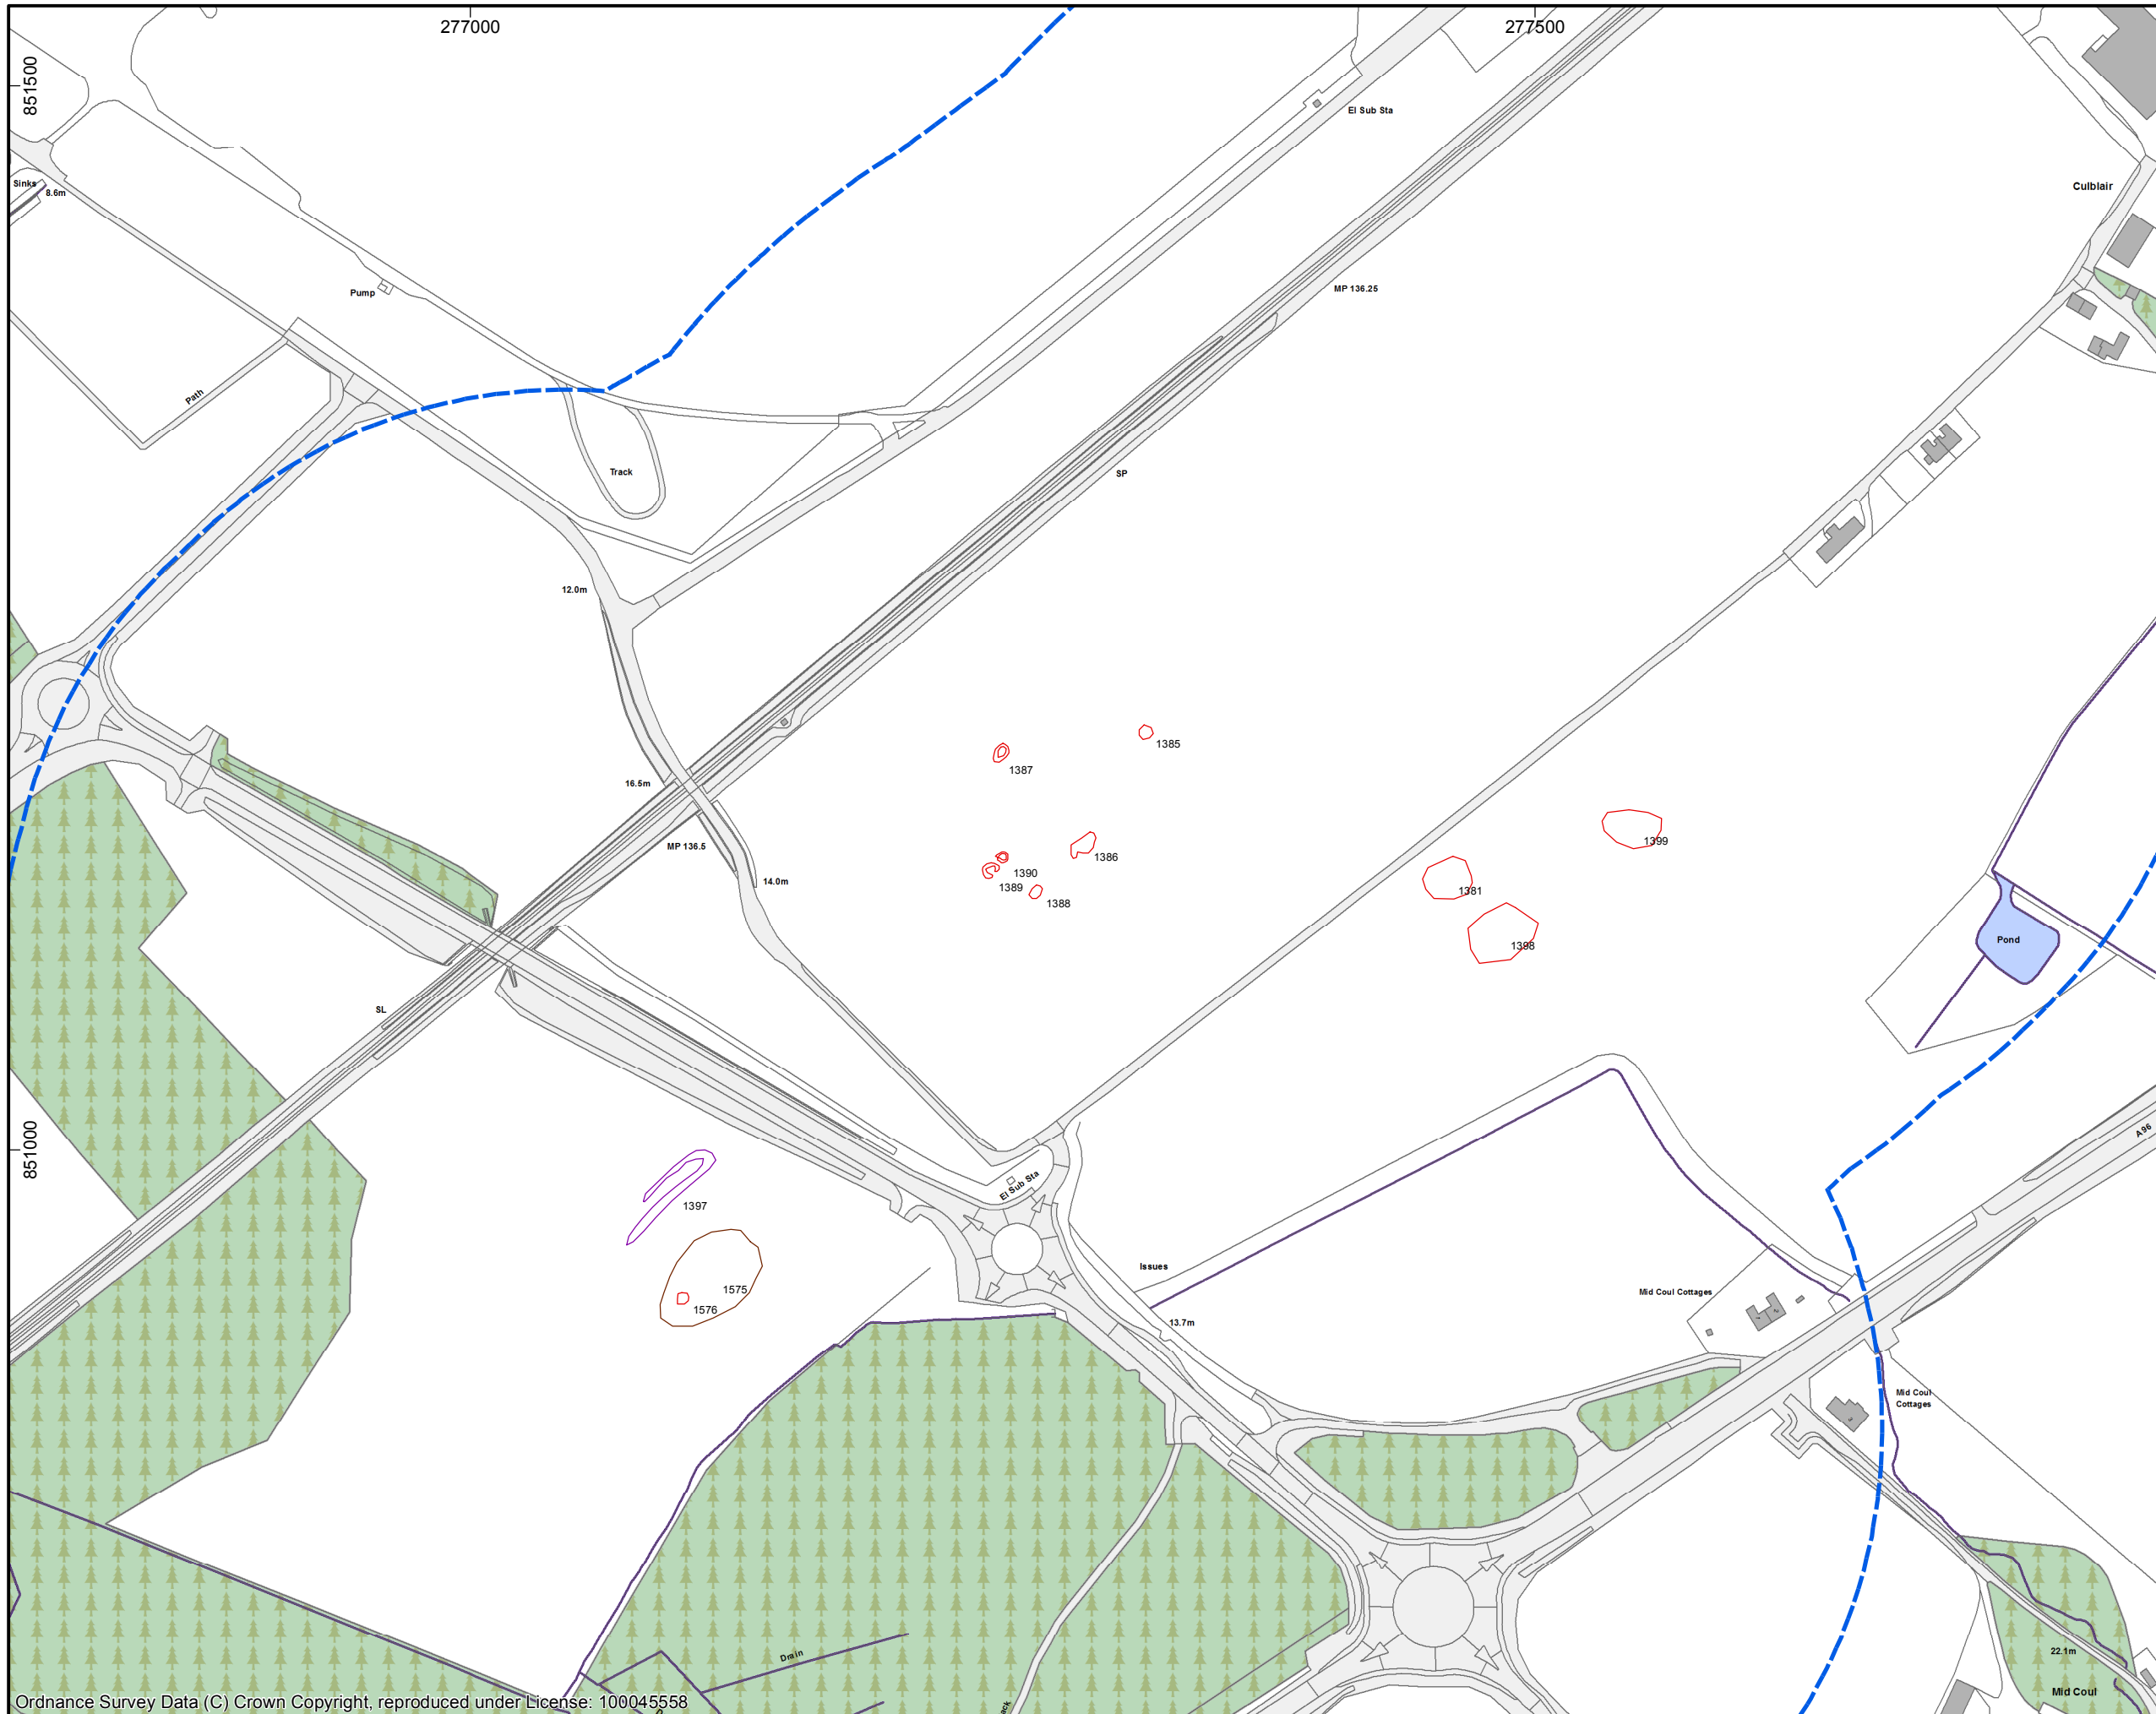 277000
277500
851500
El Sub Sta
Sinks
8.6m
Culblair
Pump
MP 136.25
Path
Track
SP
12.0m
1385
1387
16.5m
1399
MP 136.5
1386
1390
14.0m
1389
1381
1388
1398
Pond
SL
851000
A 96
El Sub Sta
1397
Issues
1575
Mid Coul Cottages
1576
13.7m
Mid Coul
Cottages
22.1m
Drain
Mid Coul
Ordnance Survey Data (C) Crown Copyright, reproduced under License: 100045558